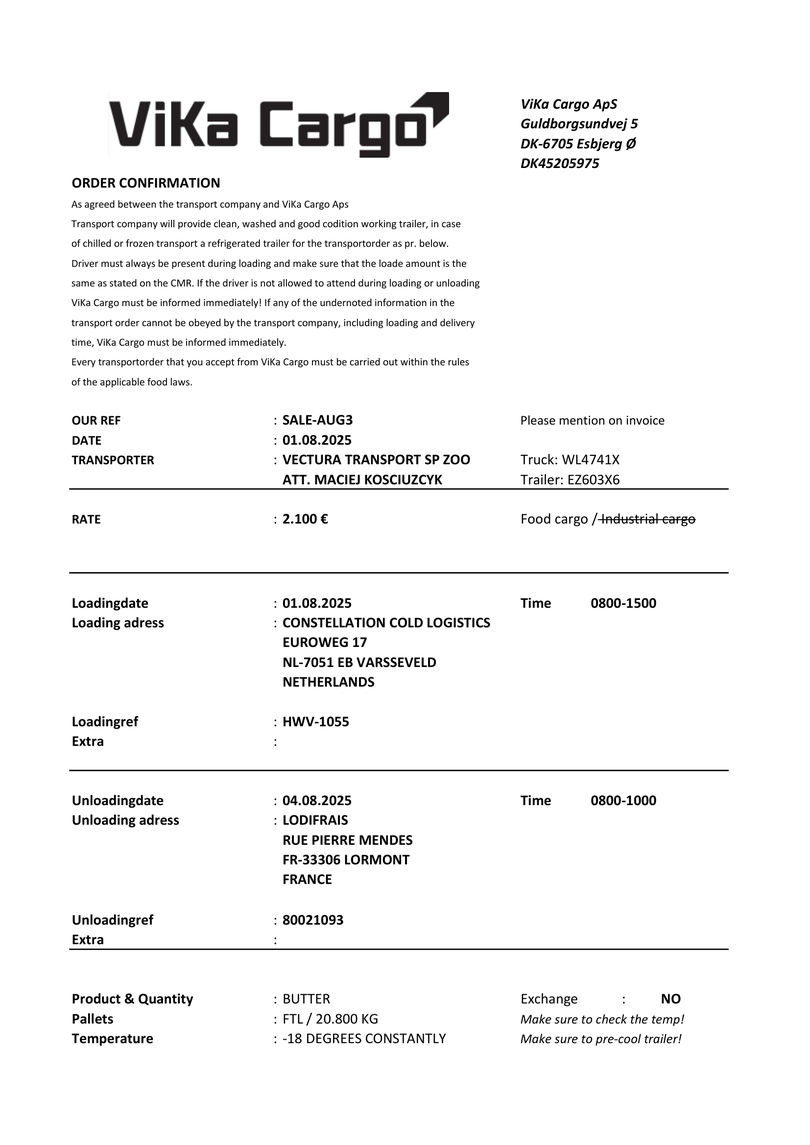 ViKa Cargo
ViKa Cargo ApS
Guldborgsundvej 5
DK-6705 Esbjerg Ø
DK45205975
ORDER CONFIRMATION
As agreed between the transport company and ViKa Cargo Aps
Transport company will provide clean, washed and good codition working trailer, in case
of chilled or frozen transport a refrigerated trailer for the transportorder as pr. below.
Driver must always be present during loading and make sure that the loade amount is the
same as stated on the CMR. If the driver is not allowed to attend during loading or unloading
ViKa Cargo must be informed immediately! If any of the undernoted information in the
transport order cannot be obeyed by the transport company, including loading and delivery
time, ViKa Cargo must be informed immediately.
Every transportorder that you accept from ViKa Cargo must be carried out within the rules
of the applicable food laws.
OUR REF : SALE-AUG3 Please mention on invoice
DATE : 01.08.2025
TRANSPORTER : VECTURA TRANSPORT SP ZOO Truck: WL4741X
ATT. MACIEJ KOSCIUZCYK Trailer: EZ603X6
RATE : 2.100 € Food cargo / Industrial cargo
Loadingdate : 01.08.2025 Time 0800-1500
Loading adress : CONSTELLATION COLD LOGISTICS
EUROWEG 17
NL-7051 EB VARSSEVELD
NETHERLANDS
Loadingref : HWV-1055
Extra :
Unloadingdate : 04.08.2025 Time 0800-1000
Unloading adress : LODIFRAIS
RUE PIERRE MENDES
FR-33306 LORMONT
FRANCE
Unloadingref : 80021093
Extra :
Product & Quantity : BUTTER Exchange : NO
Pallets : FTL / 20.800 KG Make sure to check the temp!
Temperature : -18 DEGREES CONSTANTLY Make sure to pre-cool trailer!